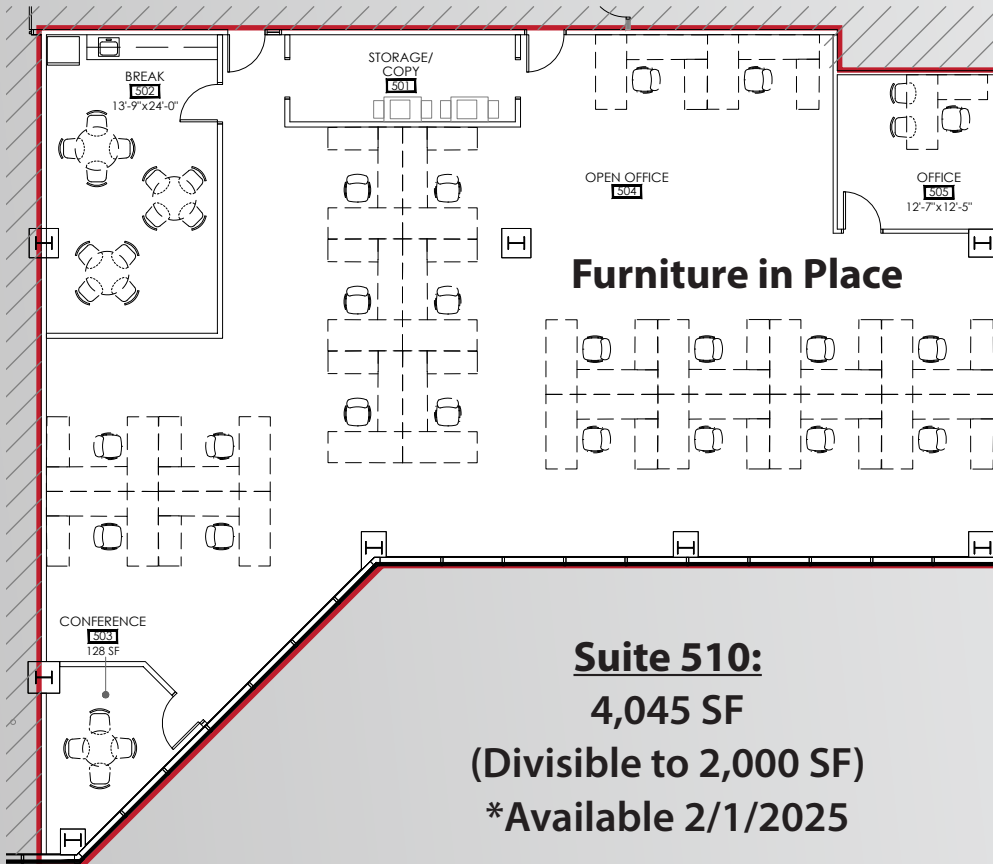 STORAGE/
COPY
501
BREAK
502
13'-9"x24'-0"
OPEN OFFICE
504
OFFICE
505
12'-7"x12'-5"
Furniture in Place
CONFERENCE
503
128 SF
Suite 510:
4,045 SF
(Divisible to 2,000 SF)
*Available 2/1/2025